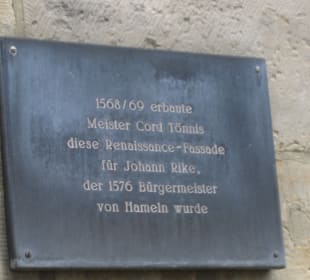 1568/69 erbaute
Meister Cord Tönnis
diese Renaissance-Fassade
für Johann Rike,
der 1576 Bürgermeister
von Hameln wurde